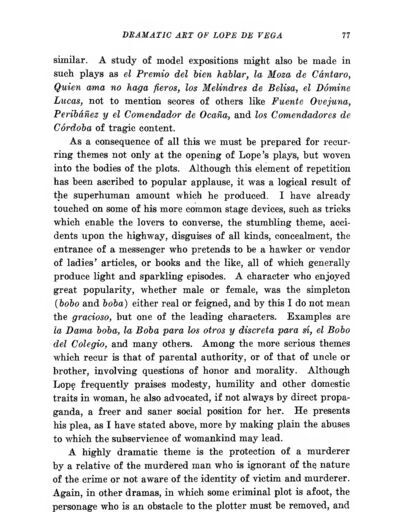 DRAMATIC ART OF LOPE DE VEGA 77
similar. A study of model expositions might also be made in
such plays as el Premio del bien hablar, la Moza de Cántaro,
Quien ama no haga fieros, los Melindres de Belisa, el Dómine
Lucas, not to mention scores of others like Fuente Ovejuna,
Peribáñez y el Comendador de Ocaña, and los Comendadores de
Córdoba of tragic content.
As a consequence of all this we must be prepared for recur-
ring themes not only at the opening of Lope's plays, but woven
into the bodies of the plots. Although this element of repetition
has been ascribed to popular applause, it was a logical result of
the superhuman amount which he produced. I have already
touched on some of his more common stage devices, such as tricks
which enable the lovers to converse, the stumbling theme, acci-
dents upon the highway, disguises of all kinds, concealment, the
entrance of a messenger who pretends to be a hawker or vendor
of ladies' articles, or books and the like, all of which generally
produce light and sparkling episodes. A character who enjoyed
great popularity, whether male or female, was the simpleton
(bobo and boba) either real or feigned, and by this I do not mean
the gracioso, but one of the leading characters. Examples are
la Dama boba, la Boba para los otros y discreta para sí, el Bobo
del Colegio, and many others. Among the more serious themes
which recur is that of parental authority, or of that of uncle or
brother, involving questions of honor and morality. Although
Lope frequently praises modesty, humility and other domestic
traits in woman, he also advocated, if not always by direct propa-
ganda, a freer and saner social position for her. He presents
his plea, as I have stated above, more by making plain the abuses
to which the subservience of womankind may lead.
A highly dramatic theme is the protection of a murderer
by a relative of the murdered man who is ignorant of the nature
of the crime or not aware of the identity of victim and murderer.
Again, in other dramas, in which some criminal plot is afoot, the
personage who is an obstacle to the plotter must be removed, and